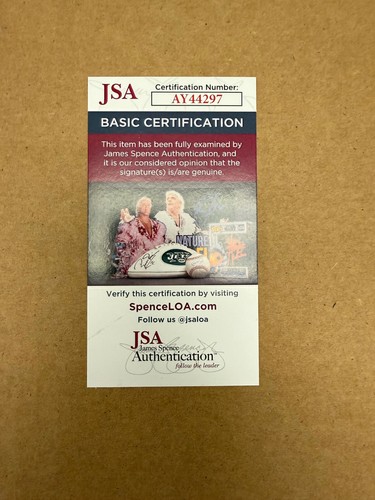 JSA
Certification Number:
AY44297
BASIC CERTIFICATION
This item has been fully examined by
James Spence Authentication, and
it is our considered opinion that the
signature(s) is/are genuine.
NATURE
JETS
Verify this certification by visiting
SpenceLOA.com
Follow us @jsaloa
JSA
James Spence
Authentication
follow the leader